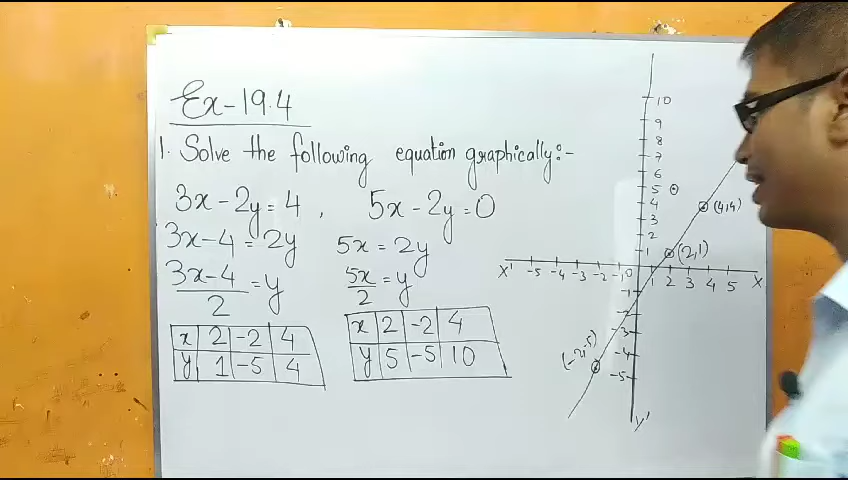 Ex-19.4
1. Solve the following equation graphically:-
3x-2y=4, 5x-2y=0
3x-4=2y
5x=2y
3x-4/2=y
5x/2=y
x 2 -2 4
y 1 -5 4
x 2 -2 4
y 5 -5 10
10
9
8
7
6
5
4 (4,4)
3
2
1 (2,1)
X' -5 -4 -3 -2 -1 0 1 2 3 4 5 X
-1
-2
-3
(-2,-5) -4
-5
y'